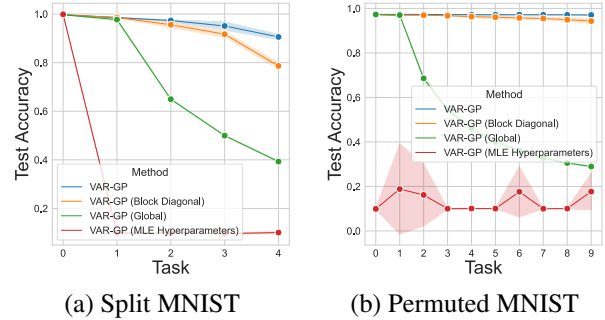 1.0
0.8
0.6
0.4
0.2
Test Accuracy
Method
VAR-GP
VAR-GP (Block Diagonal)
VAR-GP (Global)
VAR-GP (MLE Hyperparameters)
0 1 2 3 4
Task
(a) Split MNIST
1.0
0.8
0.6
0.4
0.2
0.0
Test Accuracy
Method
VAR-GP
VAR-GP (Block Diagonal)
VAR-GP (Global)
VAR-GP (MLE Hyperparameters)
0 1 2 3 4 5 6 7 8 9
Task
(b) Permuted MNIST